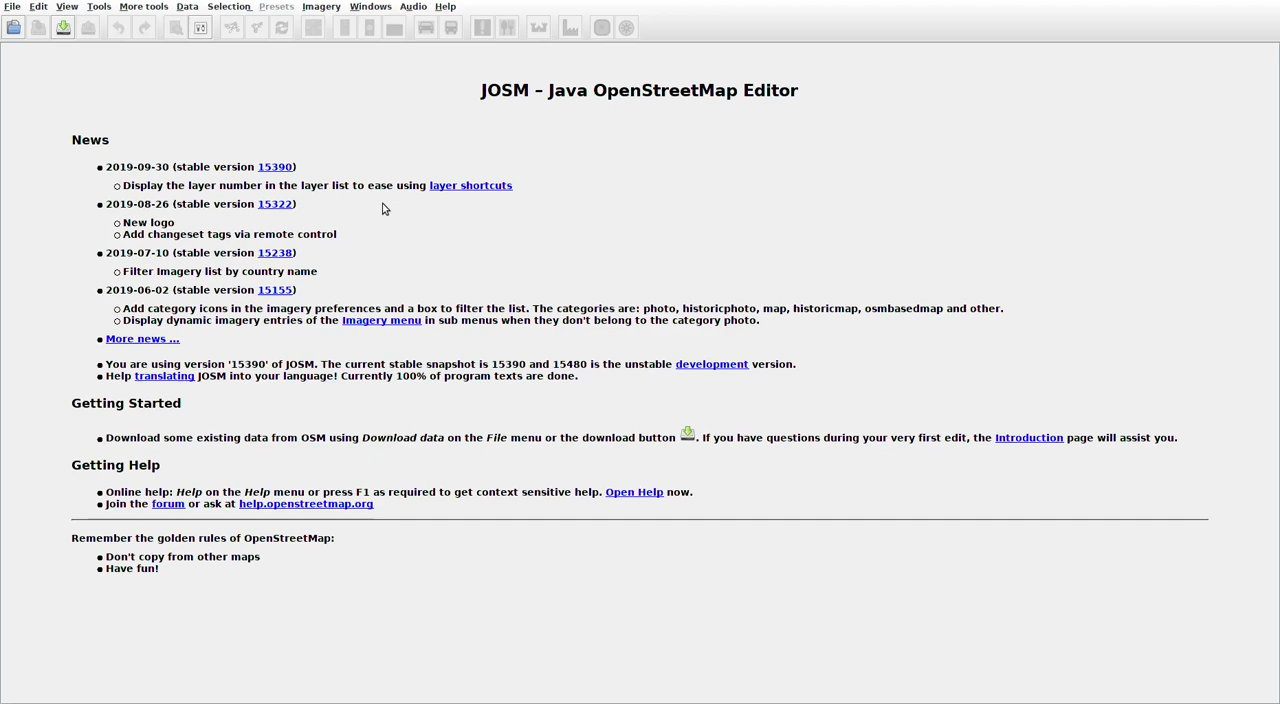 File Edit View Tools More tools Data Selection Presets Imagery Windows Audio Help
JOSM – Java OpenStreetMap Editor
News
2019-09-30 (stable version 15390)
Display the layer number in the layer list to ease using layer shortcuts
2019-08-26 (stable version 15322)
New logo
Add changeset tags via remote control
2019-07-10 (stable version 15238)
Filter Imagery list by country name
2019-06-02 (stable version 15155)
Add category icons in the imagery preferences and a box to filter the list. The categories are: photo, historicphoto, map, historicmap, osmbasedmap and other.
Display dynamic imagery entries of the Imagery menu in sub menus when they don't belong to the category photo.
More news ...
You are using version '15390' of JOSM. The current stable snapshot is 15390 and 15480 is the unstable development version.
Help translating JOSM into your language! Currently 100% of program texts are done.
Getting Started
Download some existing data from OSM using Download data on the File menu or the download button . If you have questions during your very first edit, the Introduction page will assist you.
Getting Help
Online help: Help on the Help menu or press F1 as required to get context sensitive help. Open Help now.
Join the forum or ask at help.openstreetmap.org
Remember the golden rules of OpenStreetMap:
Don't copy from other maps
Have fun!